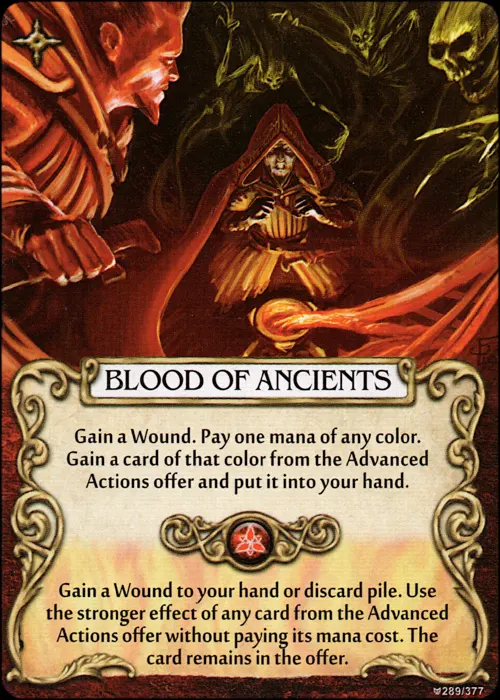 BLOOD OF ANCIENTS
Gain a Wound. Pay one mana of any color.
Gain a card of that color from the Advanced
Actions offer and put it into your hand.
Gain a Wound to your hand or discard pile. Use
the stronger effect of any card from the Advanced
Actions offer without paying its mana cost. The
card remains in the offer.
289/377